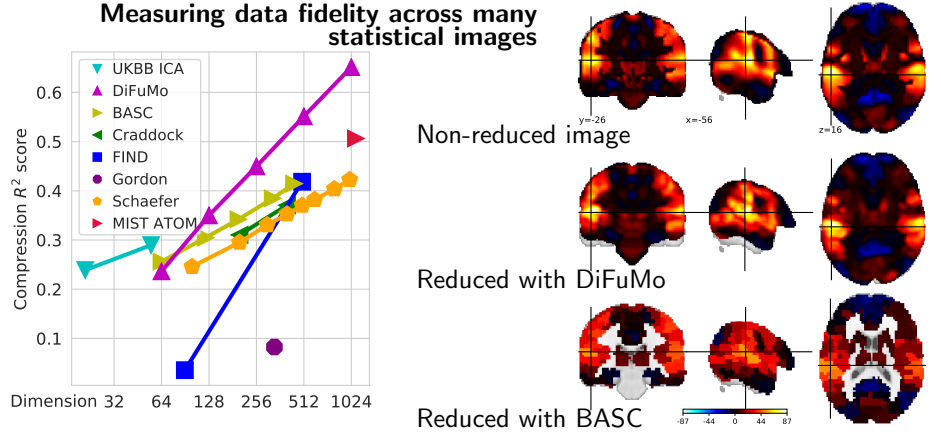 Measuring data fidelity across many
statistical images
UKBB ICA
DiFuMo
BASC
Craddock
FIND
Gordon
Schaefer
MIST ATOM
Compression R² score
0.6
0.5
0.4
0.3
0.2
0.1
Dimension 32 64 128 256 512 1024
y=-26 x=-56 z=16
Non-reduced image
Reduced with DiFuMo
Reduced with BASC
-87 -44 0 44 87